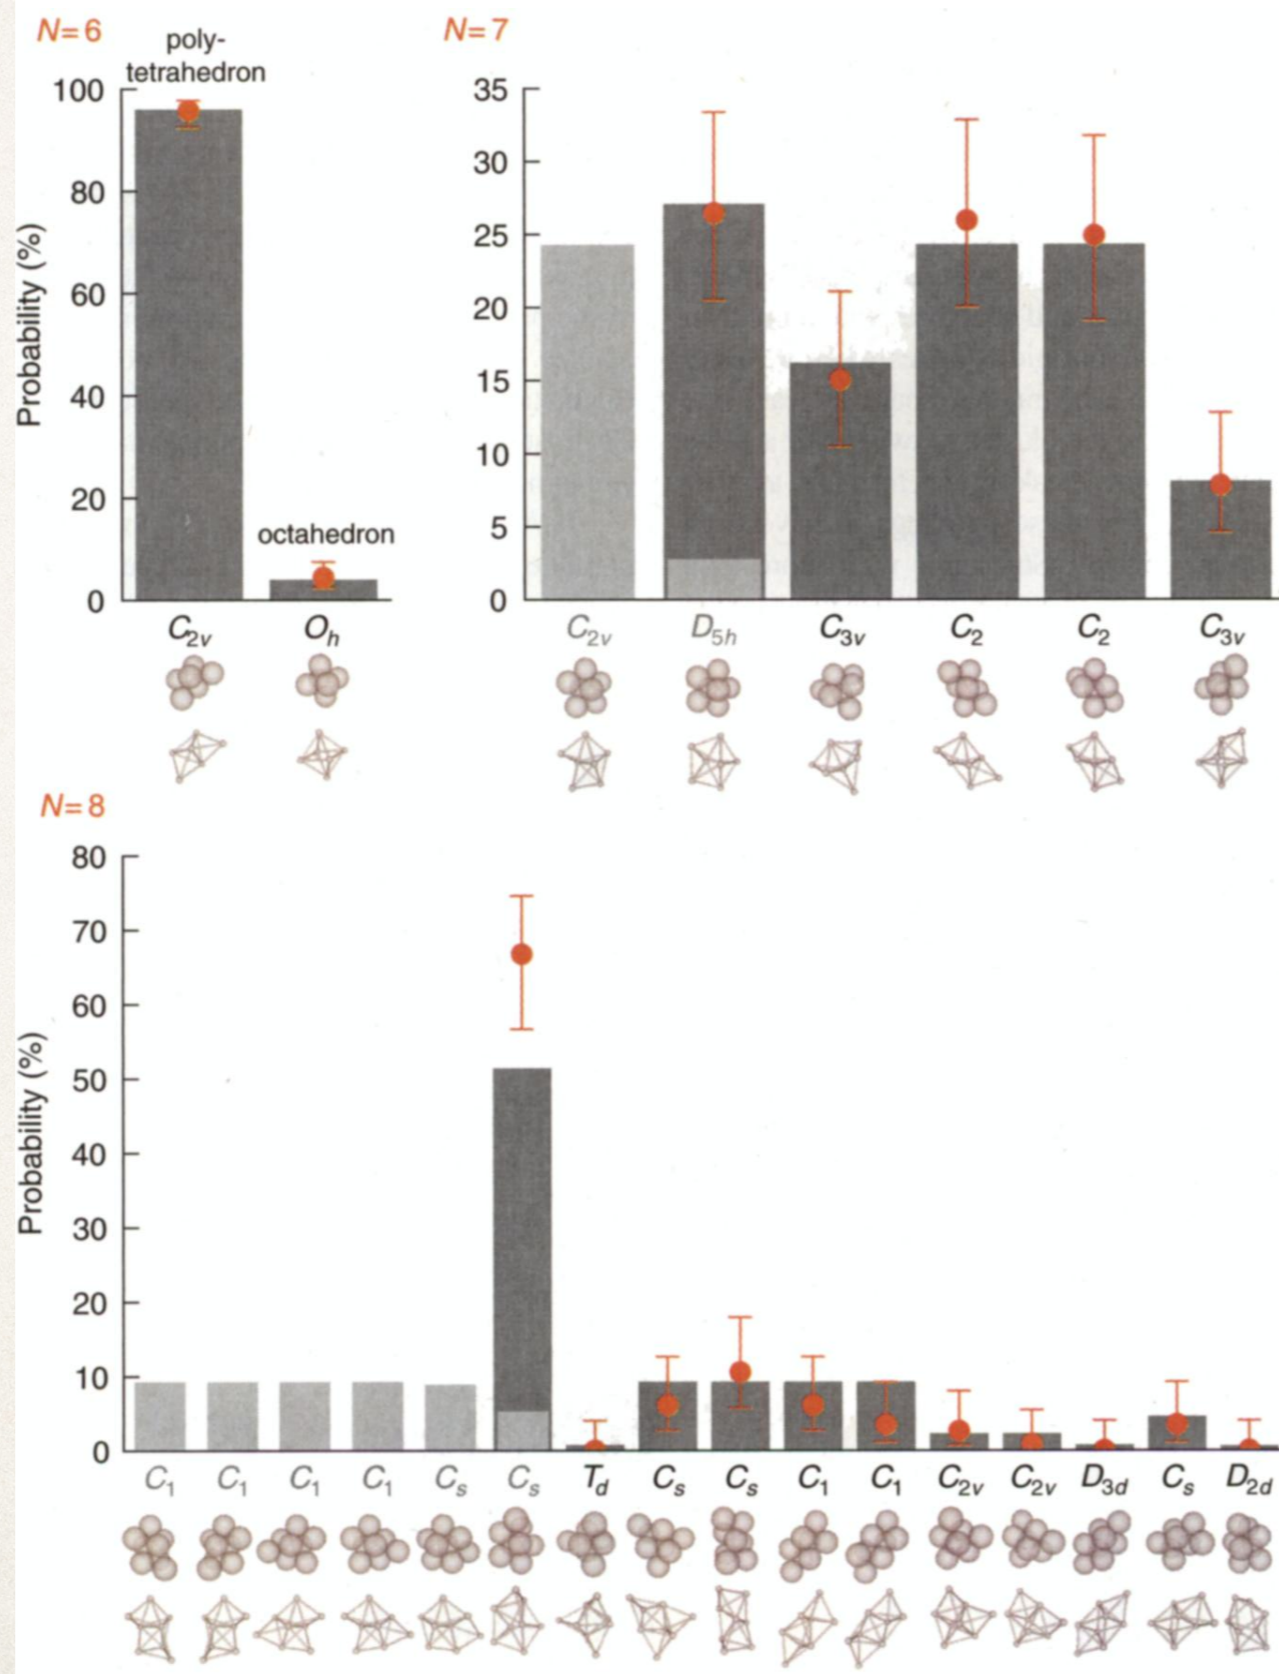 N=6
poly-
tetrahedron
100
80
60
40
20
0
Probability (%)
octahedron
C2v Oh
N=7
35
30
25
20
15
10
5
0
C2v D5h C3v C2 C2 C3v
N=8
80
70
60
50
40
30
20
10
0
Probability (%)
C1 C1 C1 C1 Cs Cs Td Cs Cs C1 C1 C2v C2v D3d Cs D2d